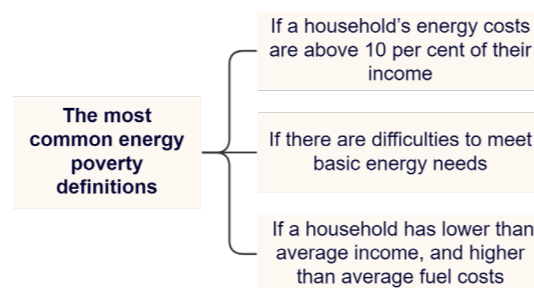 The most
common energy
poverty
definitions
If a household's energy costs
are above 10 per cent of their
income
If there are difficulties to meet
basic energy needs
If a household has lower than
average income, and higher
than average fuel costs